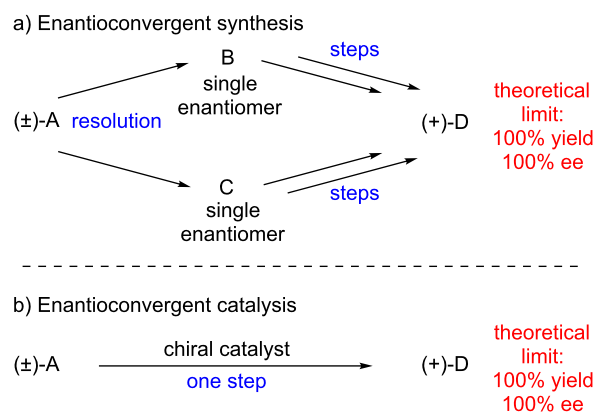 a) Enantioconvergent synthesis
B
steps
single
enantiomer
theoretical
limit:
100% yield
100% ee
(±)-A
resolution
(+)-D
C
single
enantiomer
steps
b) Enantioconvergent catalysis
(±)-A
chiral catalyst
one step
(+)-D
theoretical
limit:
100% yield
100% ee